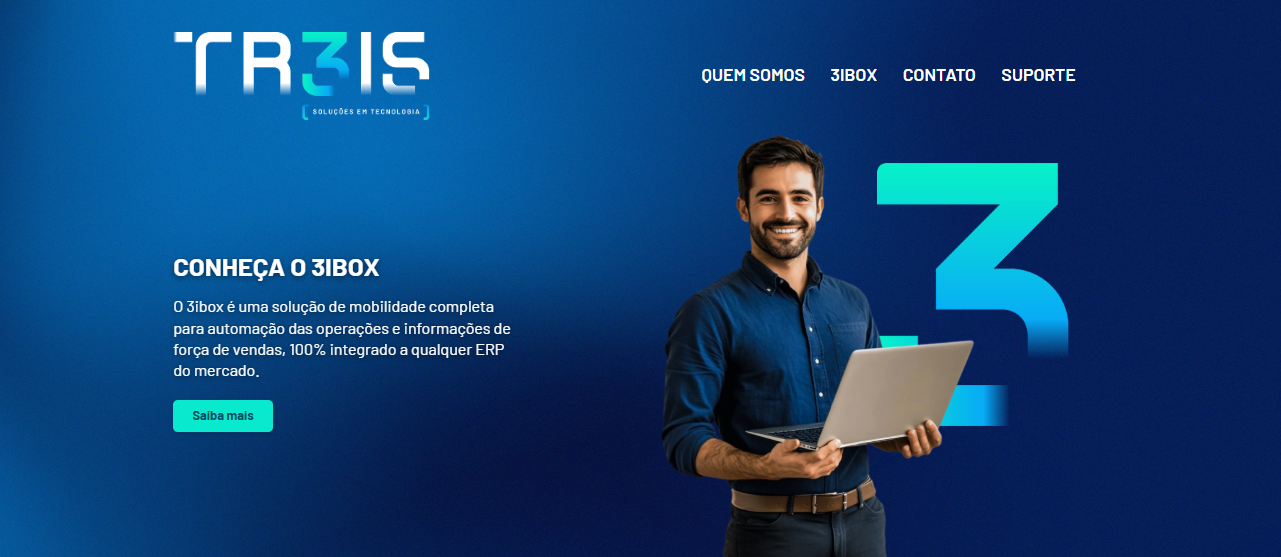 TR3IS
SOLUÇÕES EM TECNOLOGIA
QUEM SOMOS 3IBOX CONTATO SUPORTE
3
CONHEÇA O 3IBOX
O 3ibox é uma solução de mobilidade completa
para automação das operações e informações de
força de vendas, 100% integrado a qualquer ERP
do mercado.
Saiba mais